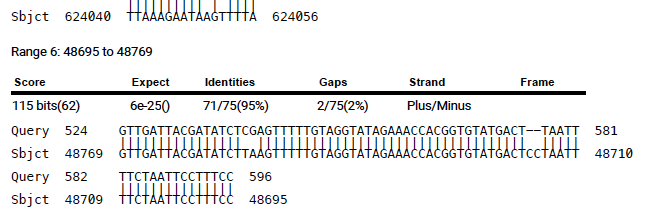 Sbjct 624040 TTAAAGAATAAGTTTTA 624056
Range 6: 48695 to 48769
Score Expect Identities Gaps Strand Frame
115 bits(62) 6e-25() 71/75(95%) 2/75(2%) Plus/Minus
Query 524 GTTGATTACGATATCTCGAGTTTTTGTAGGTATAGAAACCACGGTGTATGACT--TAATT 581
Sbjct 48769 GTTGATTACGATATCTTAAGTTTTTGTAGGTATAGAAACCACGGTGTATGACTCCTAATT 48710
Query 582 TTCTAATTCCTTTCC 596
Sbjct 48709 TTCTAATTCCTTTCC 48695